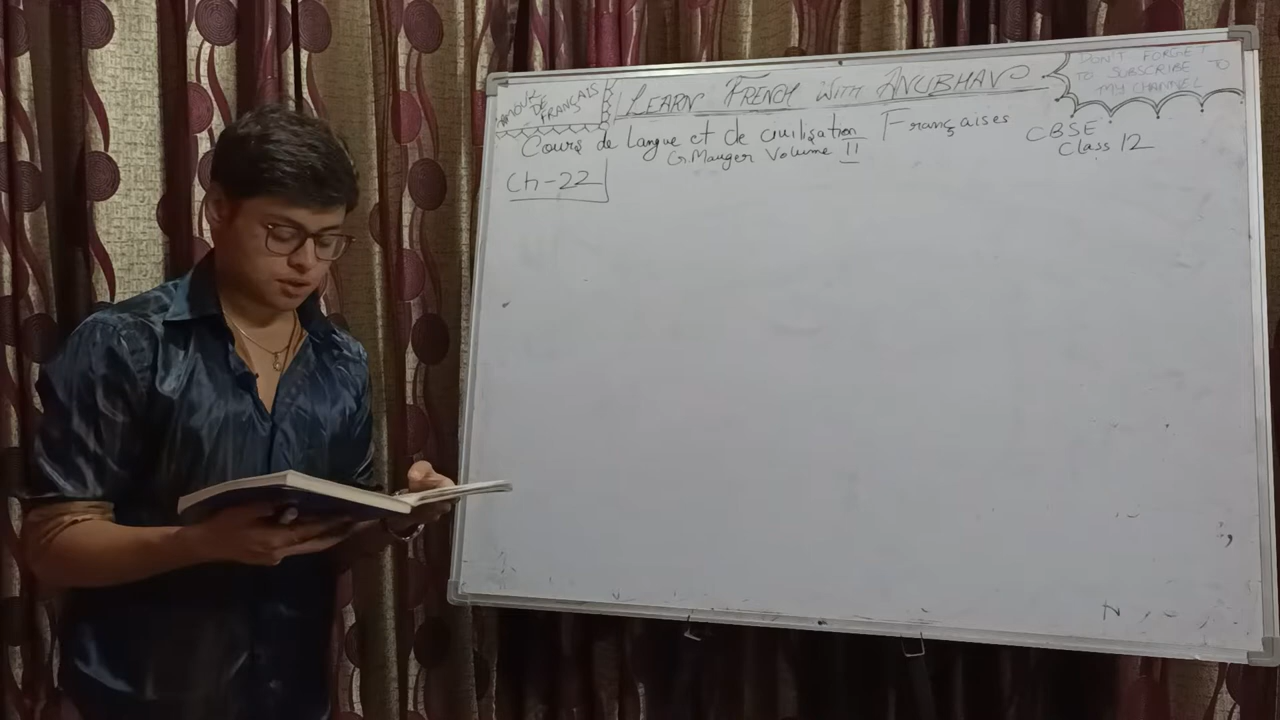 DE
FRANÇAIS
LEARN FRENCH WITH ANUBHAV
DON'T FORGET
TO SUBSCRIBE TO
MY CHANNEL
Cours de Langue et de civilisation Françaises
G. Mauger Volume II
CBSE
Class 12
Ch-22
N